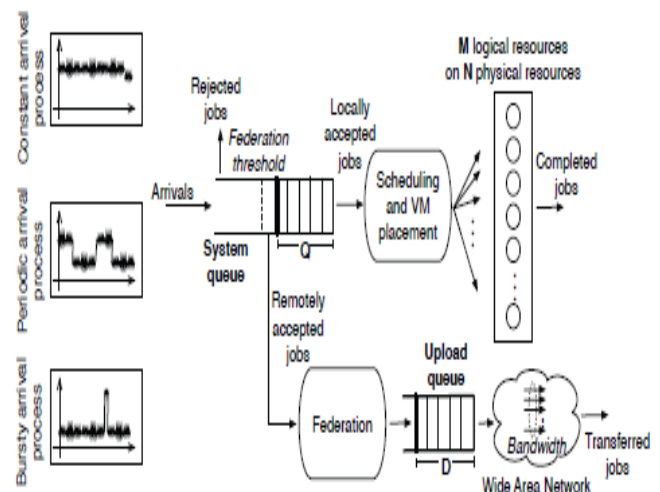 Constant arrival
process
Periodic arrival
process
Bursty arrival
process
Arrivals
Rejected
jobs
Federation
threshold
System
queue
Q
Locally
accepted
jobs
Scheduling
and VM
placement
M logical resources
on N physical resources
Completed
jobs
Remotely
accepted
jobs
Federation
Upload
queue
D
Bandwidth
Wide Area Network
Transferred
jobs